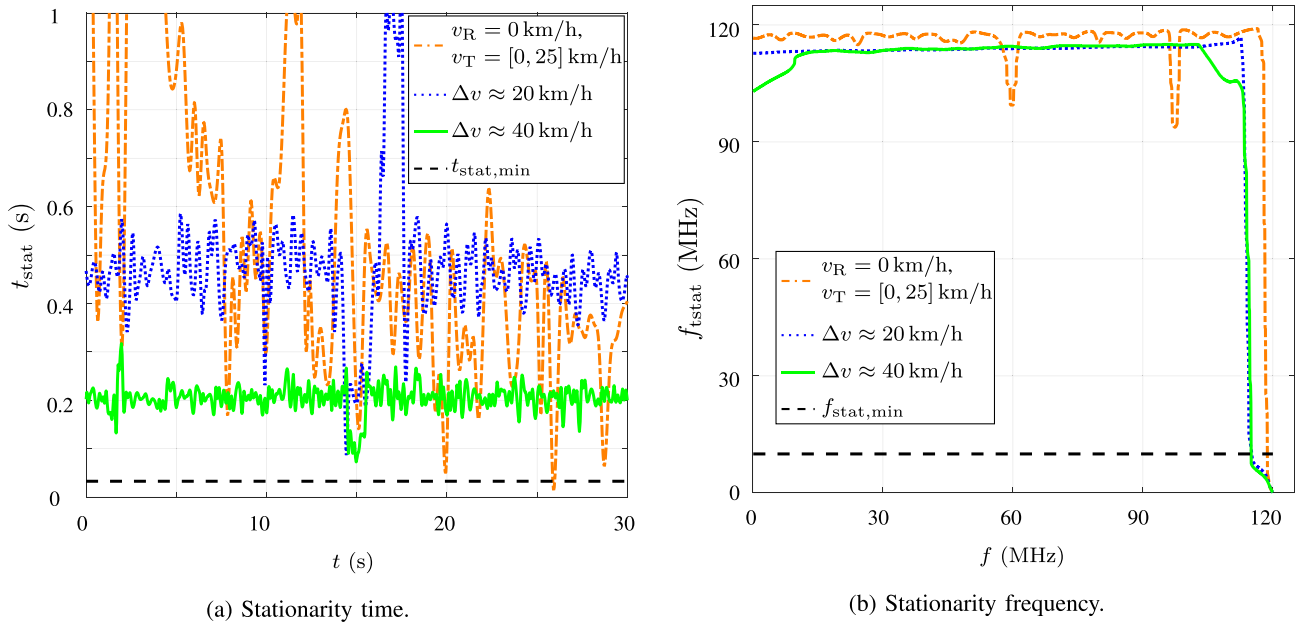 1
0.8
0.6
0.4
0.2
0
0
10
20
30
t_stat (s)
t (s)
v_R = 0 km/h,
v_T = [0, 25] km/h
Δv ≈ 20 km/h
Δv ≈ 40 km/h
t_stat,min
(a) Stationarity time.
120
90
60
30
0
0
30
60
90
120
f_tstat (MHz)
f (MHz)
v_R = 0 km/h,
v_T = [0, 25] km/h
Δv ≈ 20 km/h
Δv ≈ 40 km/h
f_stat,min
(b) Stationarity frequency.